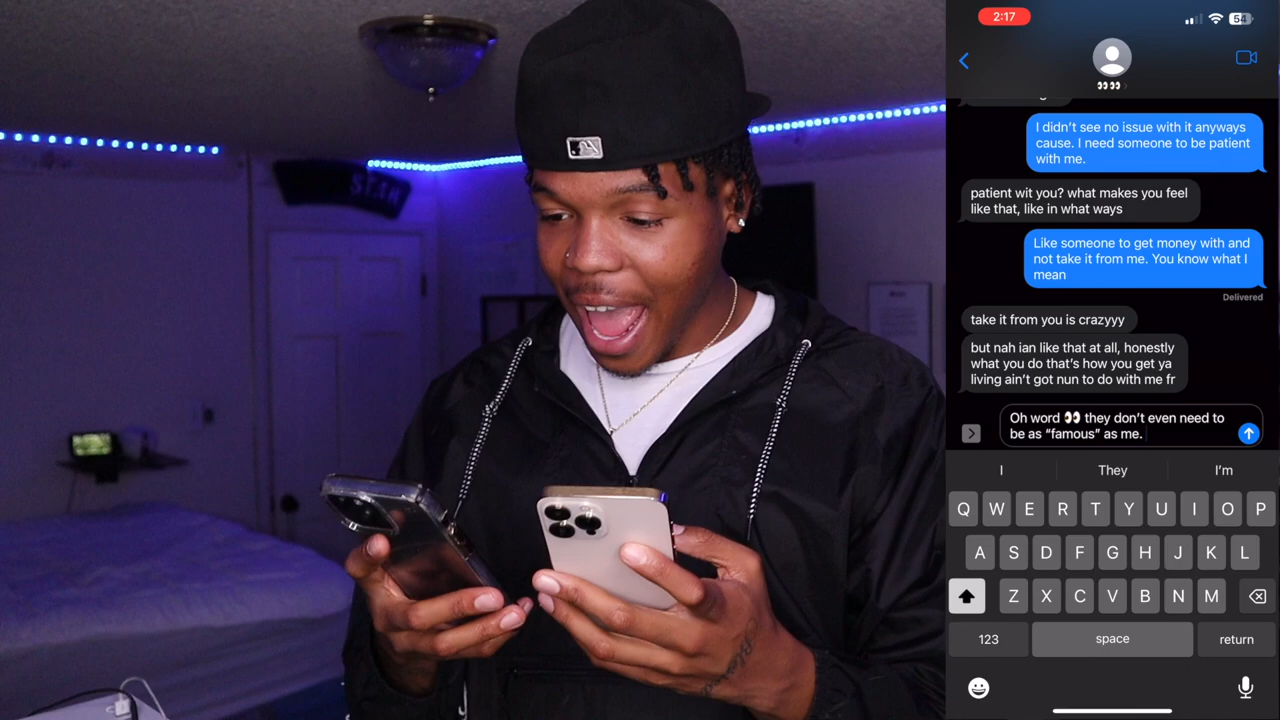 STAR
2:17
54
👀👀
I didn't see no issue with it anyways
cause. I need someone to be patient
with me.
patient wit you? what makes you feel
like that, like in what ways
Like someone to get money with and
not take it from me. You know what I
mean
Delivered
take it from you is crazyyy
but nah ian like that at all, honestly
what you do that's how you get ya
living ain't got nun to do with me fr
Oh word 👀 they don't even need to
be as “famous” as me.
I They I'm
Q W E R T Y U I O P
A S D F G H J K L
Z X C V B N M
123 space return